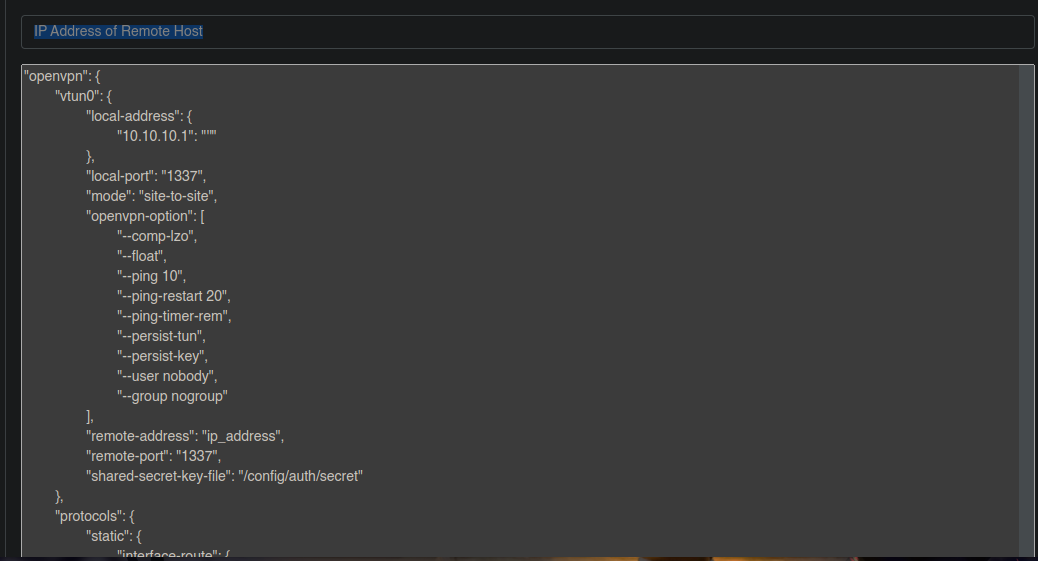 IP Address of Remote Host
"openvpn": {
"vtun0": {
"local-address": {
"10.10.10.1": """"
},
"local-port": "1337",
"mode": "site-to-site",
"openvpn-option": [
"--comp-lzo",
"--float",
"--ping 10",
"--ping-restart 20",
"--ping-timer-rem",
"--persist-tun",
"--persist-key",
"--user nobody",
"--group nogroup"
],
"remote-address": "ip_address",
"remote-port": "1337",
"shared-secret-key-file": "/config/auth/secret"
},
"protocols": {
"static": {
"interface-route": {